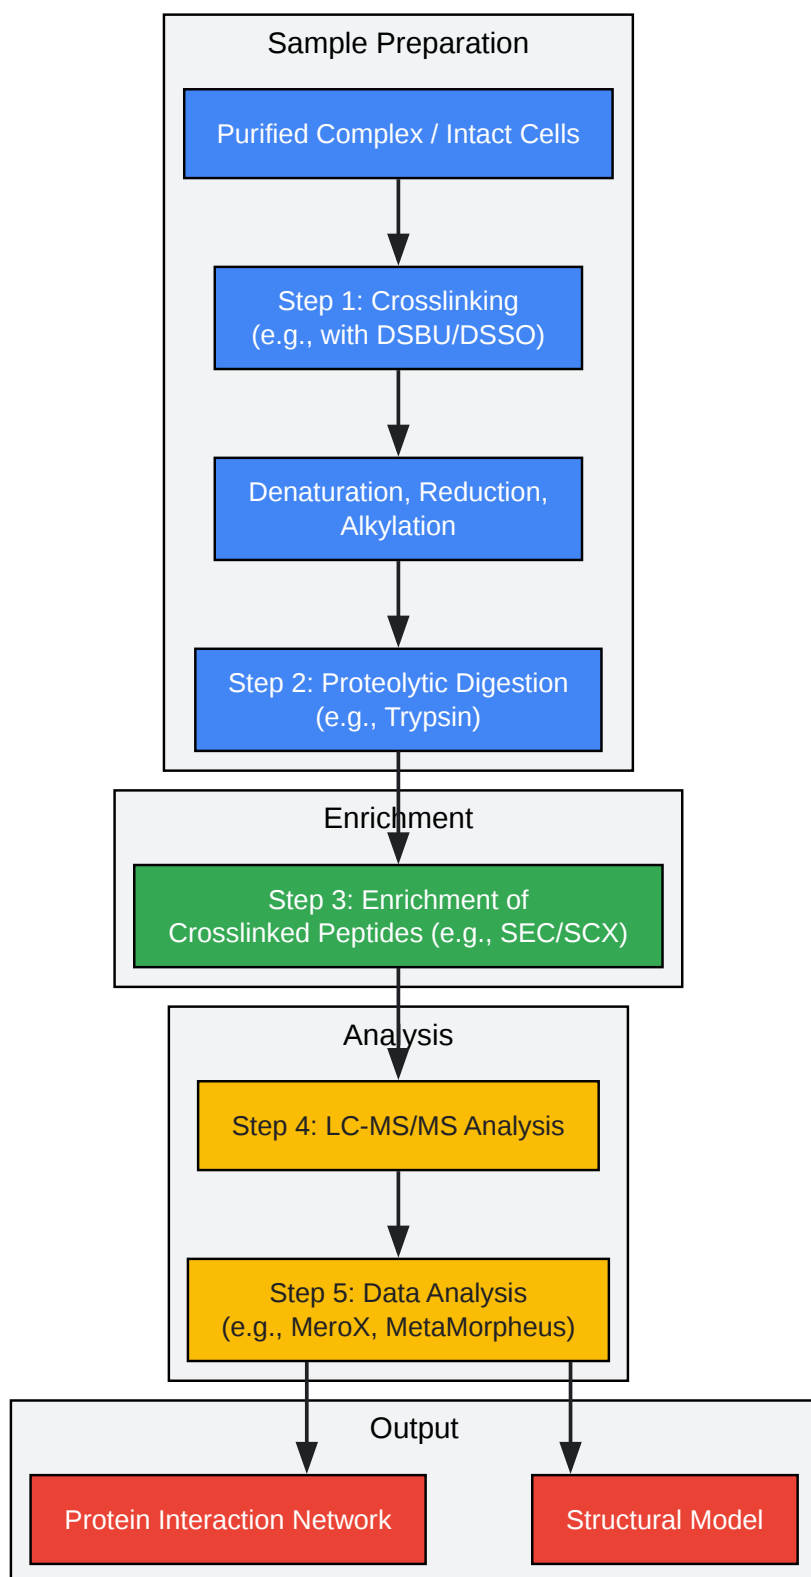 Sample Preparation
Purified Complex / Intact Cells
Step 1: Crosslinking
(e.g., with DSBU/DSSO)
Denaturation, Reduction,
Alkylation
Step 2: Proteolytic Digestion
(e.g., Trypsin)
Enrichment
Step 3: Enrichment of
Crosslinked Peptides (e.g., SEC/SCX)
Analysis
Step 4: LC-MS/MS Analysis
Step 5: Data Analysis
(e.g., MeroX, MetaMorpheus)
Output
Protein Interaction Network
Structural Model